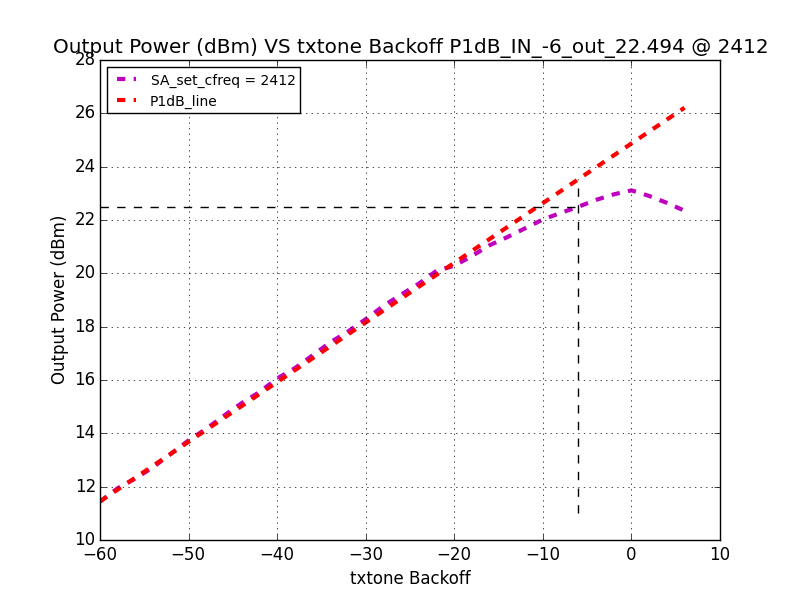 Output Power (dBm) VS txtone Backoff P1dB_IN_-6_out_22.494 @ 2412
28
SA_set_cfreq = 2412
P1dB_line
26
24
22
20
18
16
14
12
10
Output Power (dBm)
−60 −50 −40 −30 −20 −10 0 10
txtone Backoff